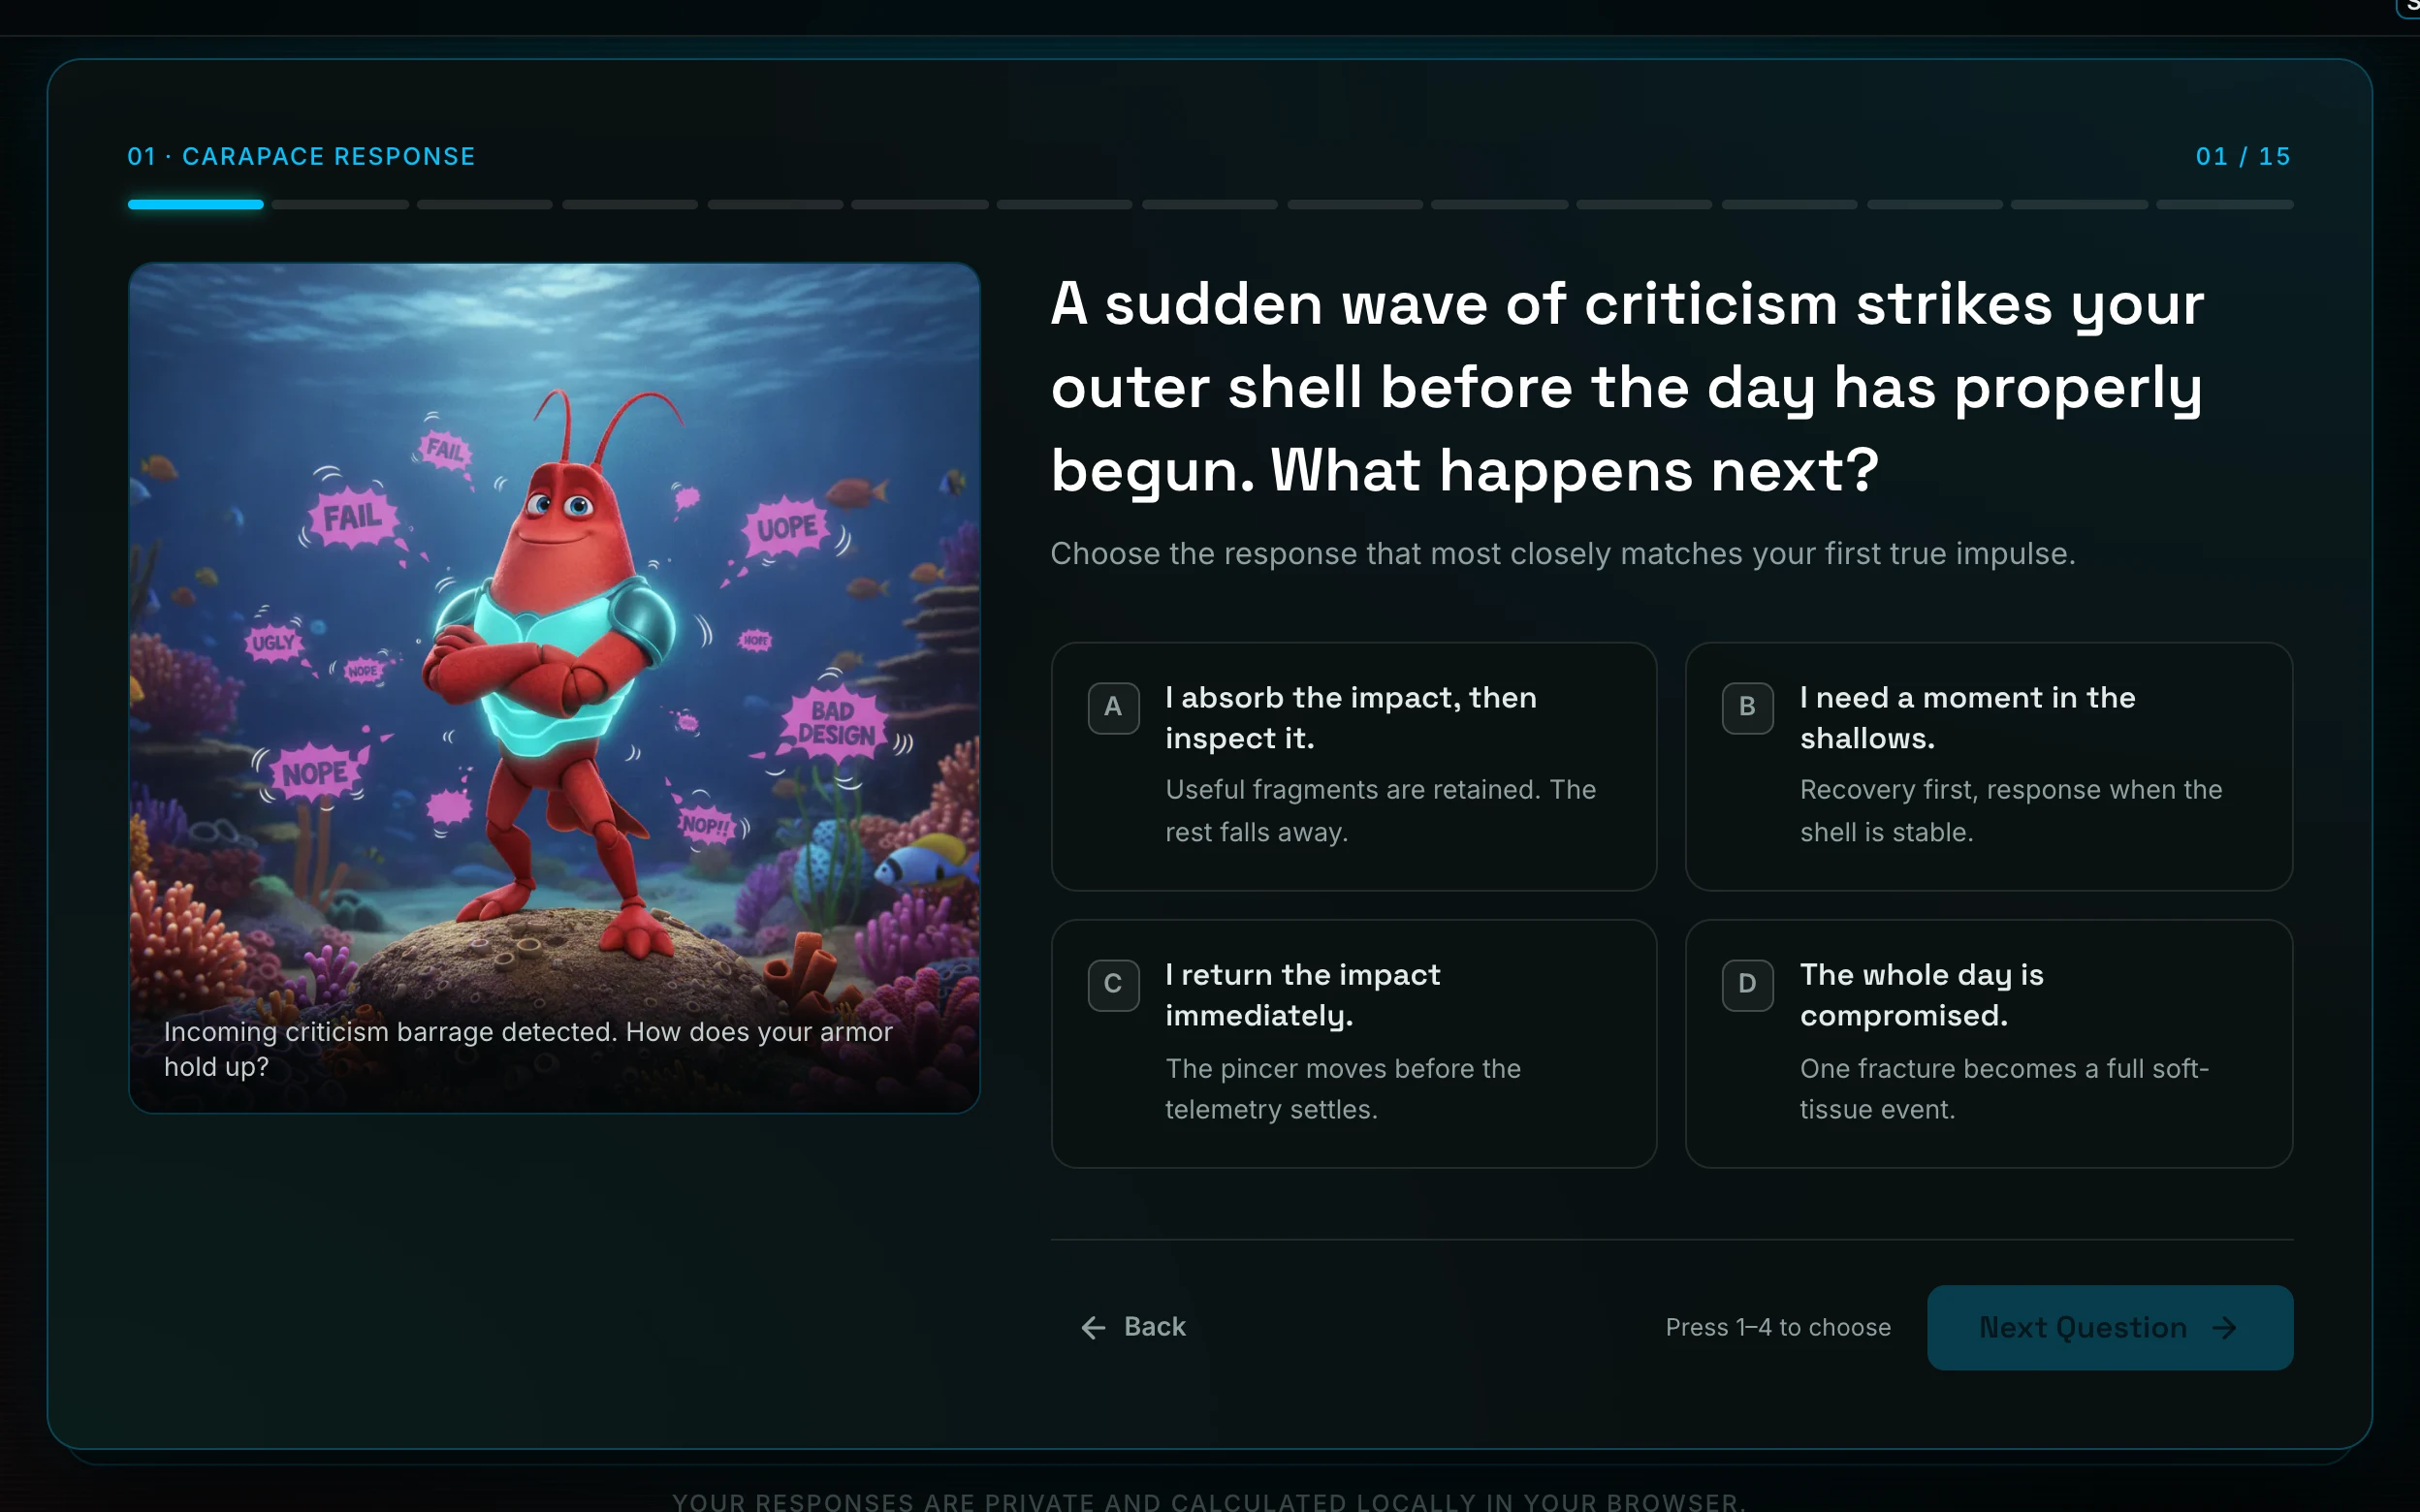 01 · CARAPACE RESPONSE
01 / 15
FAIL
FAIL
UOPE
UGLY
NOPE
BAD
DESIGN
NOPE
NOP!!
Incoming criticism barrage detected. How does your armor
hold up?
A sudden wave of criticism strikes your
outer shell before the day has properly
begun. What happens next?
Choose the response that most closely matches your first true impulse.
A
I absorb the impact, then
inspect it.
Useful fragments are retained. The
rest falls away.
B
I need a moment in the
shallows.
Recovery first, response when the
shell is stable.
C
I return the impact
immediately.
The pincer moves before the
telemetry settles.
D
The whole day is
compromised.
One fracture becomes a full soft-
tissue event.
Back
Press 1–4 to choose
Next Question
YOUR RESPONSES ARE PRIVATE AND CALCULATED LOCALLY IN YOUR BROWSER.